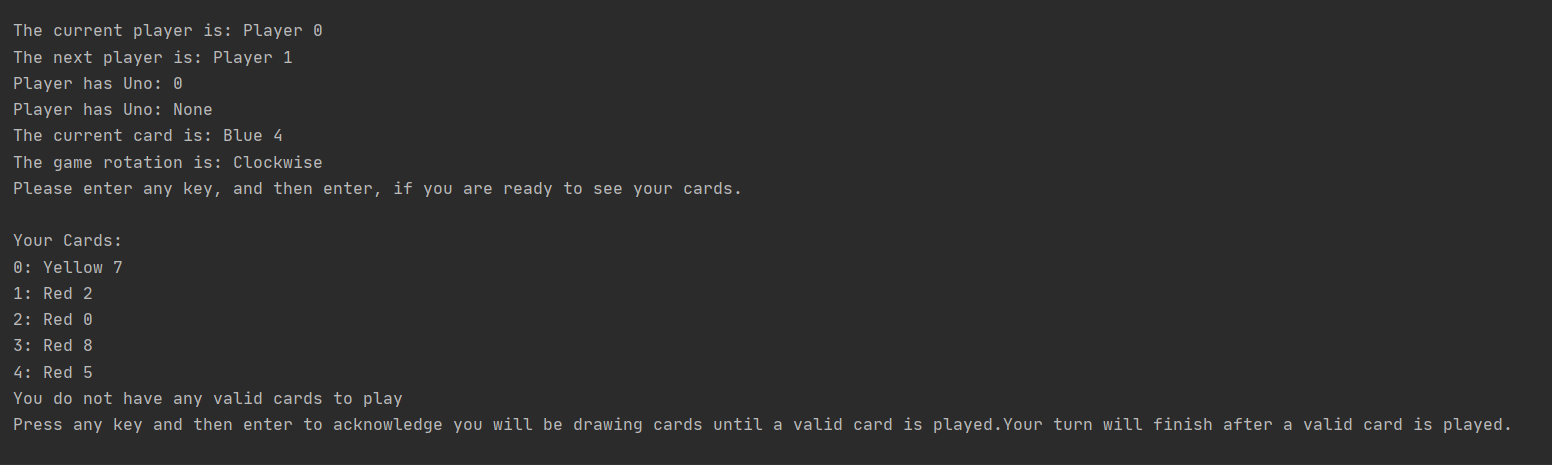 The current player is: Player 0
The next player is: Player 1
Player has Uno: 0
Player has Uno: None
The current card is: Blue 4
The game rotation is: Clockwise
Please enter any key, and then enter, if you are ready to see your cards.
Your Cards:
0: Yellow 7
1: Red 2
2: Red 0
3: Red 8
4: Red 5
You do not have any valid cards to play
Press any key and then enter to acknowledge you will be drawing cards until a valid card is played.Your turn will finish after a valid card is played.